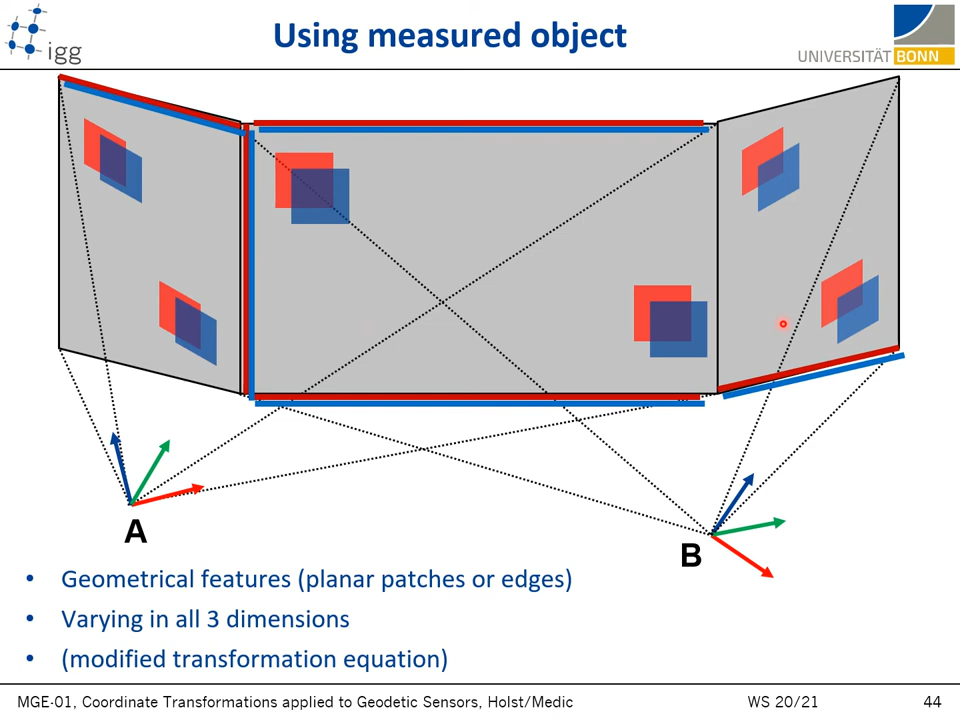 Using measured object
igg
UNIVERSITÄT BONN
A
B
• Geometrical features (planar patches or edges)
• Varying in all 3 dimensions
• (modified transformation equation)
MGE-01, Coordinate Transformations applied to Geodetic Sensors, Holst/Medic WS 20/21 44